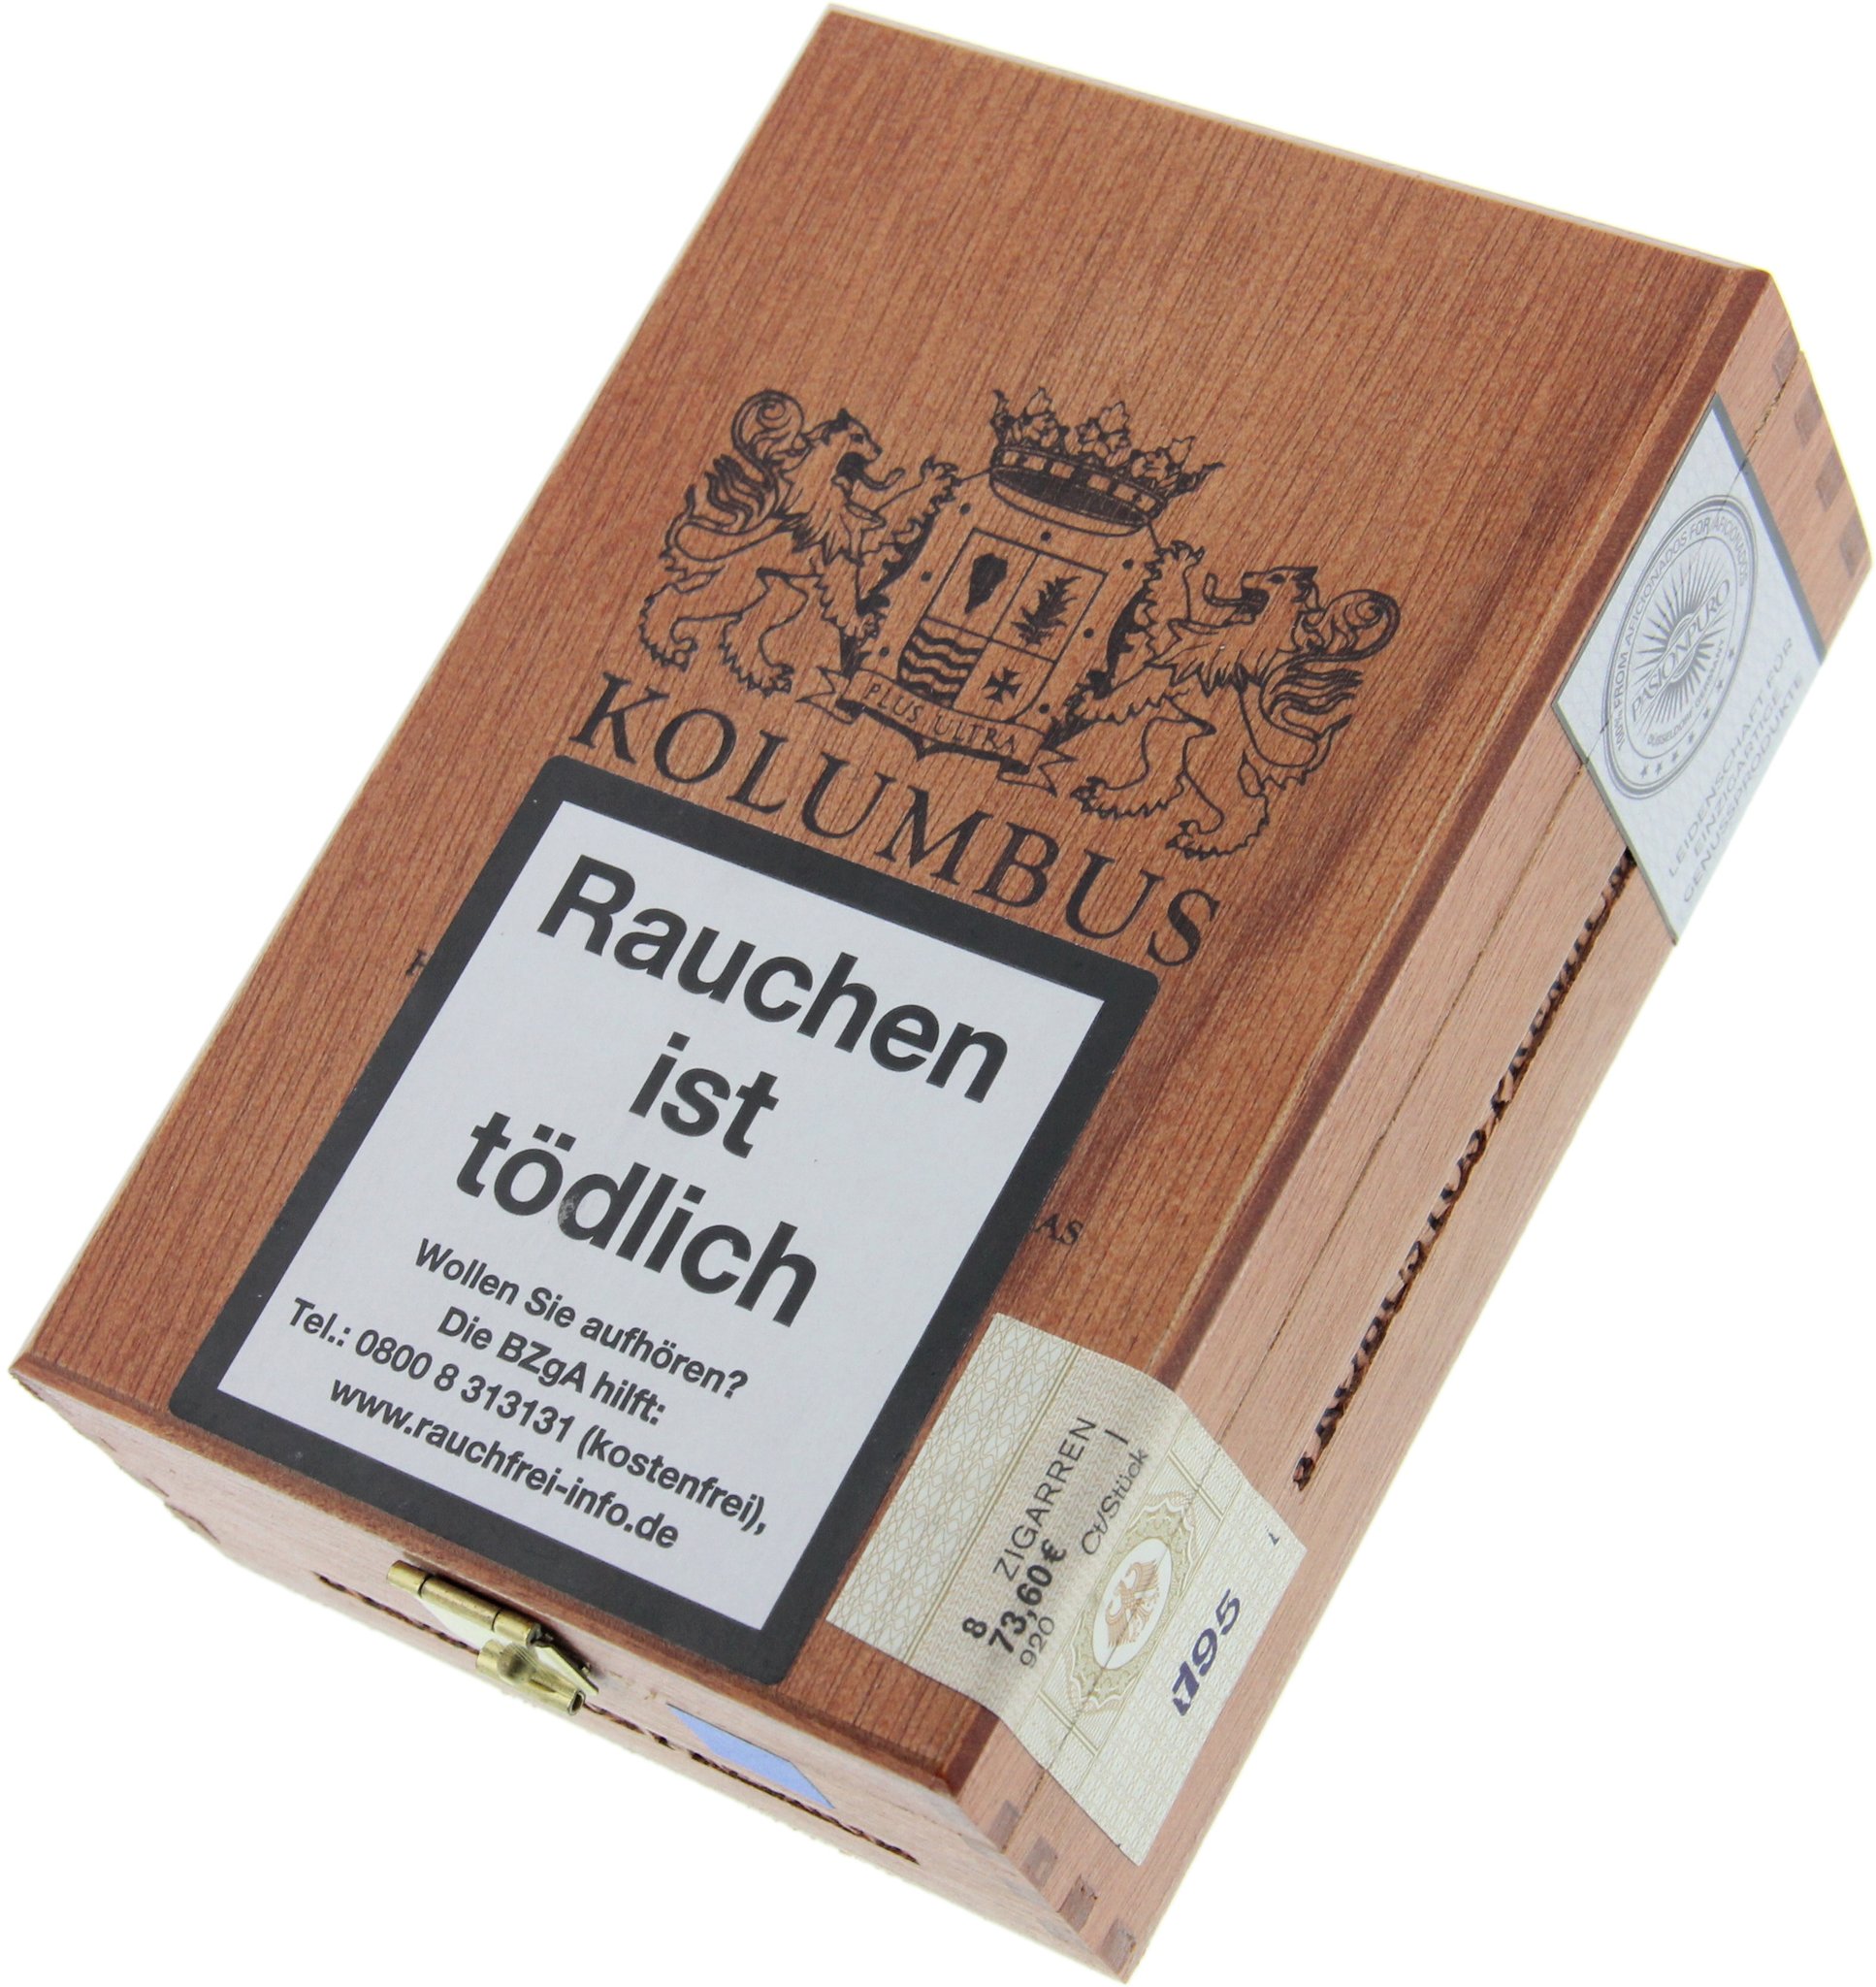 PLUS ULTRA
KOLUMBUS
Rauchen
ist
tödlich
Wollen Sie aufhören?
Die BZgA hilft:
Tel.: 0800 8 313131 (kostenfrei),
www.rauchfrei-info.de
8 ZIGARREN
73,60€
920 Ct/Stück
100% FROM AFICIONADOS FOR AFICIONADOS
PASIONPURO
DÜSSELDORF GERMANY
LEIDENSCHAFT FÜR
EINZIGARTIGE
GENUSSPRODUKTE